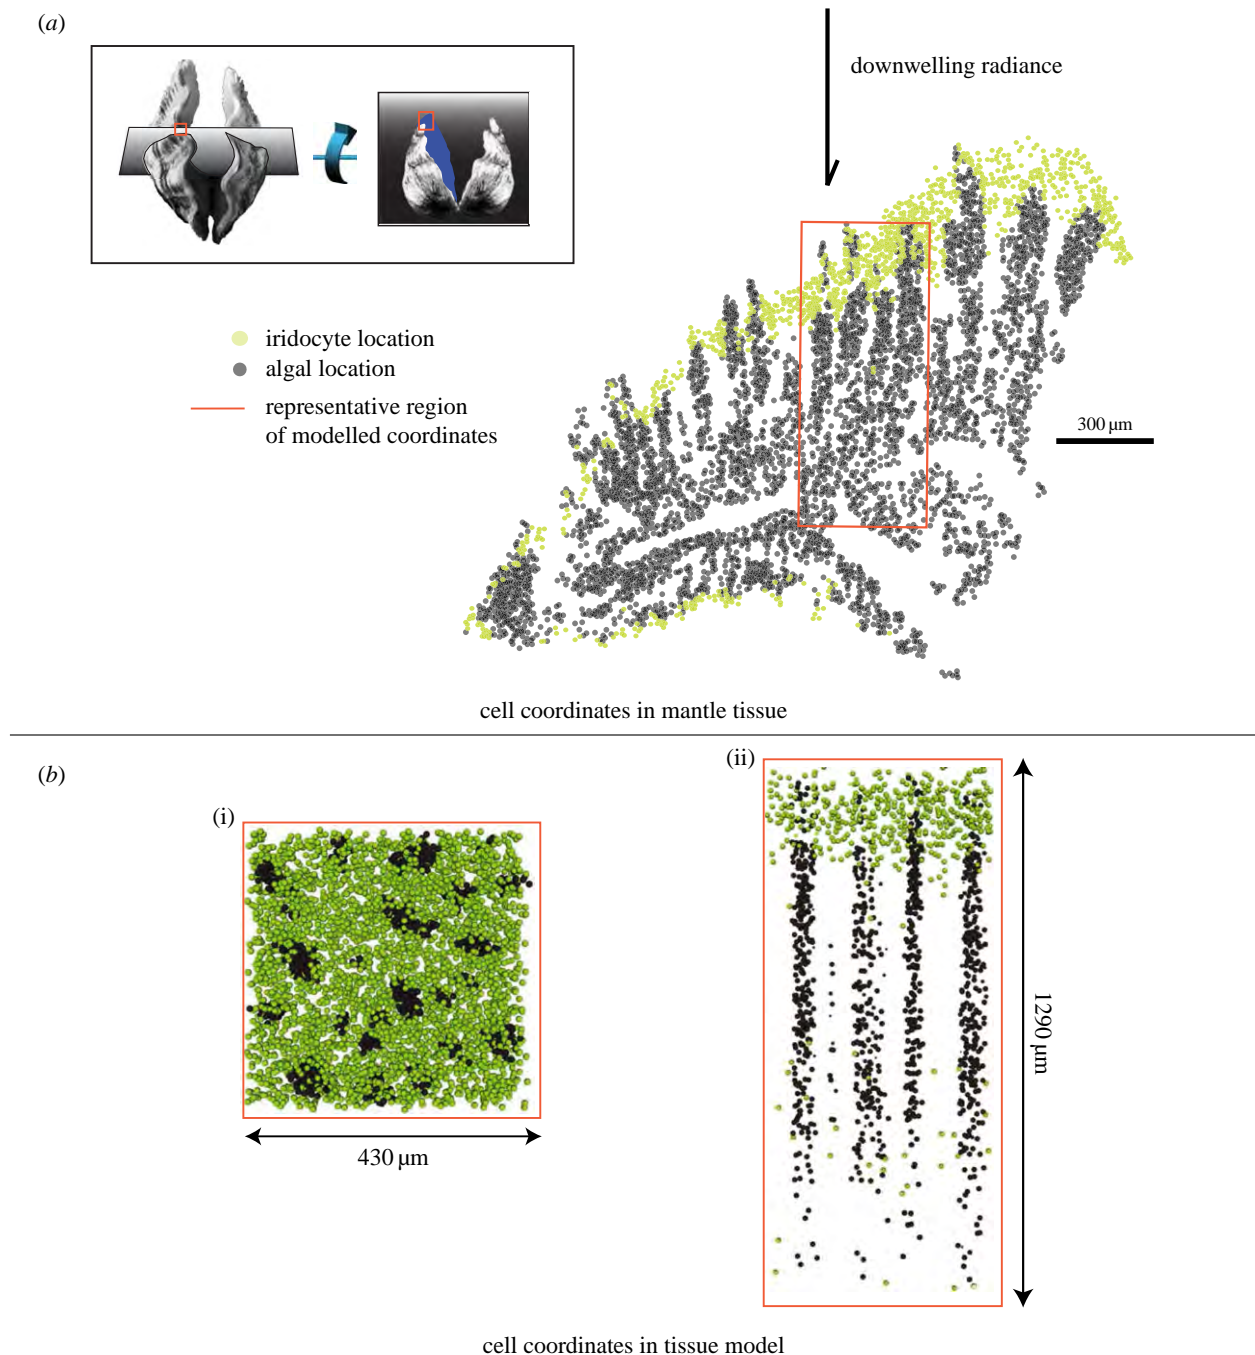 (a)
downwelling radiance
iridocyte location
algal location
representative region
of modelled coordinates
300 µm
cell coordinates in mantle tissue
(b)
(i)
(ii)
430 µm
1290 µm
cell coordinates in tissue model